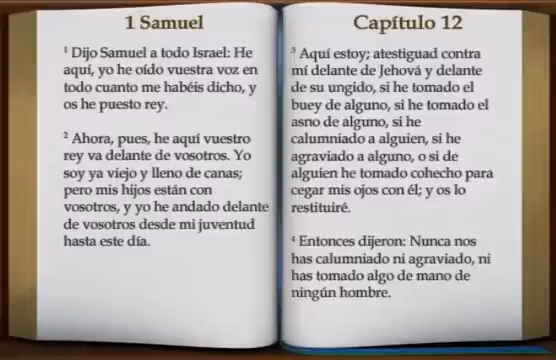 1 Samuel
¹ Dijo Samuel a todo Israel: He
aquí, yo he oído vuestra voz en
todo cuanto me habéis dicho, y
os he puesto rey.
² Ahora, pues, he aquí vuestro
rey va delante de vosotros. Yo
soy ya viejo y lleno de canas;
pero mis hijos están con
vosotros, y yo he andado delante
de vosotros desde mi juventud
hasta este día.
Capítulo 12
³ Aquí estoy; atestiguad contra
mí delante de Jehová y delante
de su ungido, si he tomado el
buey de alguno, si he tomado el
asno de alguno, si he
calumniado a alguien, si he
agraviado a alguno, o si de
alguien he tomado cohecho para
cegar mis ojos con él; y os lo
restituiré.
⁴ Entonces dijeron: Nunca nos
has calumniado ni agraviado, ni
has tomado algo de mano de
ningún hombre.